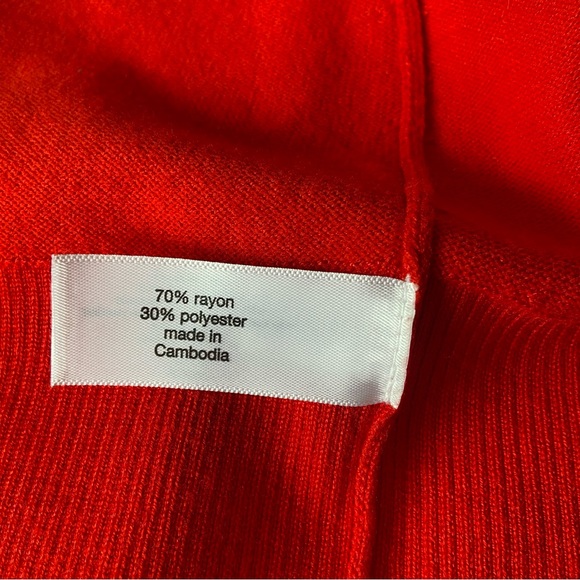 70% rayon
30% polyester
made in
Cambodia